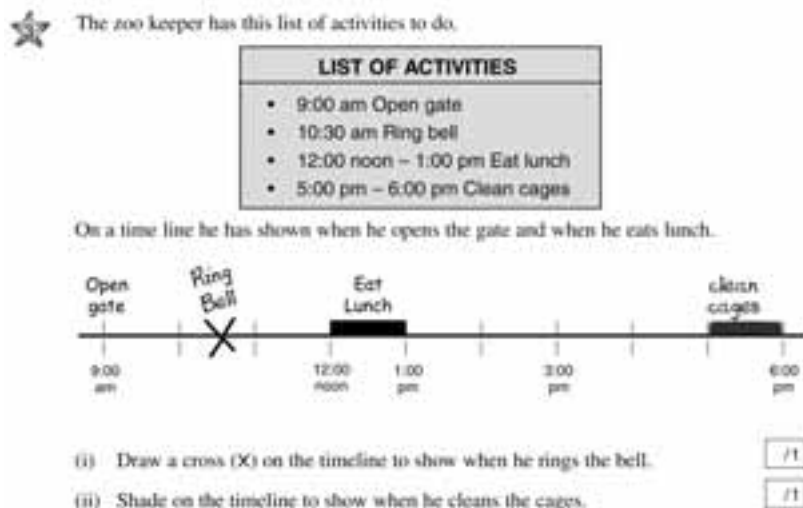 The zoo keeper has this list of activities to do.
LIST OF ACTIVITIES
• 9:00 am Open gate
• 10:30 am Ring bell
• 12:00 noon – 1:00 pm Eat lunch
• 5:00 pm – 6:00 pm Clean cages
On a time line he has shown when he opens the gate and when he eats lunch.
Open gate
Ring Bell
Eat Lunch
clean cages
9:00 am
12:00 noon
1:00 pm
3:00 pm
6:00 pm
(i) Draw a cross (X) on the timeline to show when he rings the bell.
/1
(ii) Shade on the timeline to show when he cleans the cages.
/1